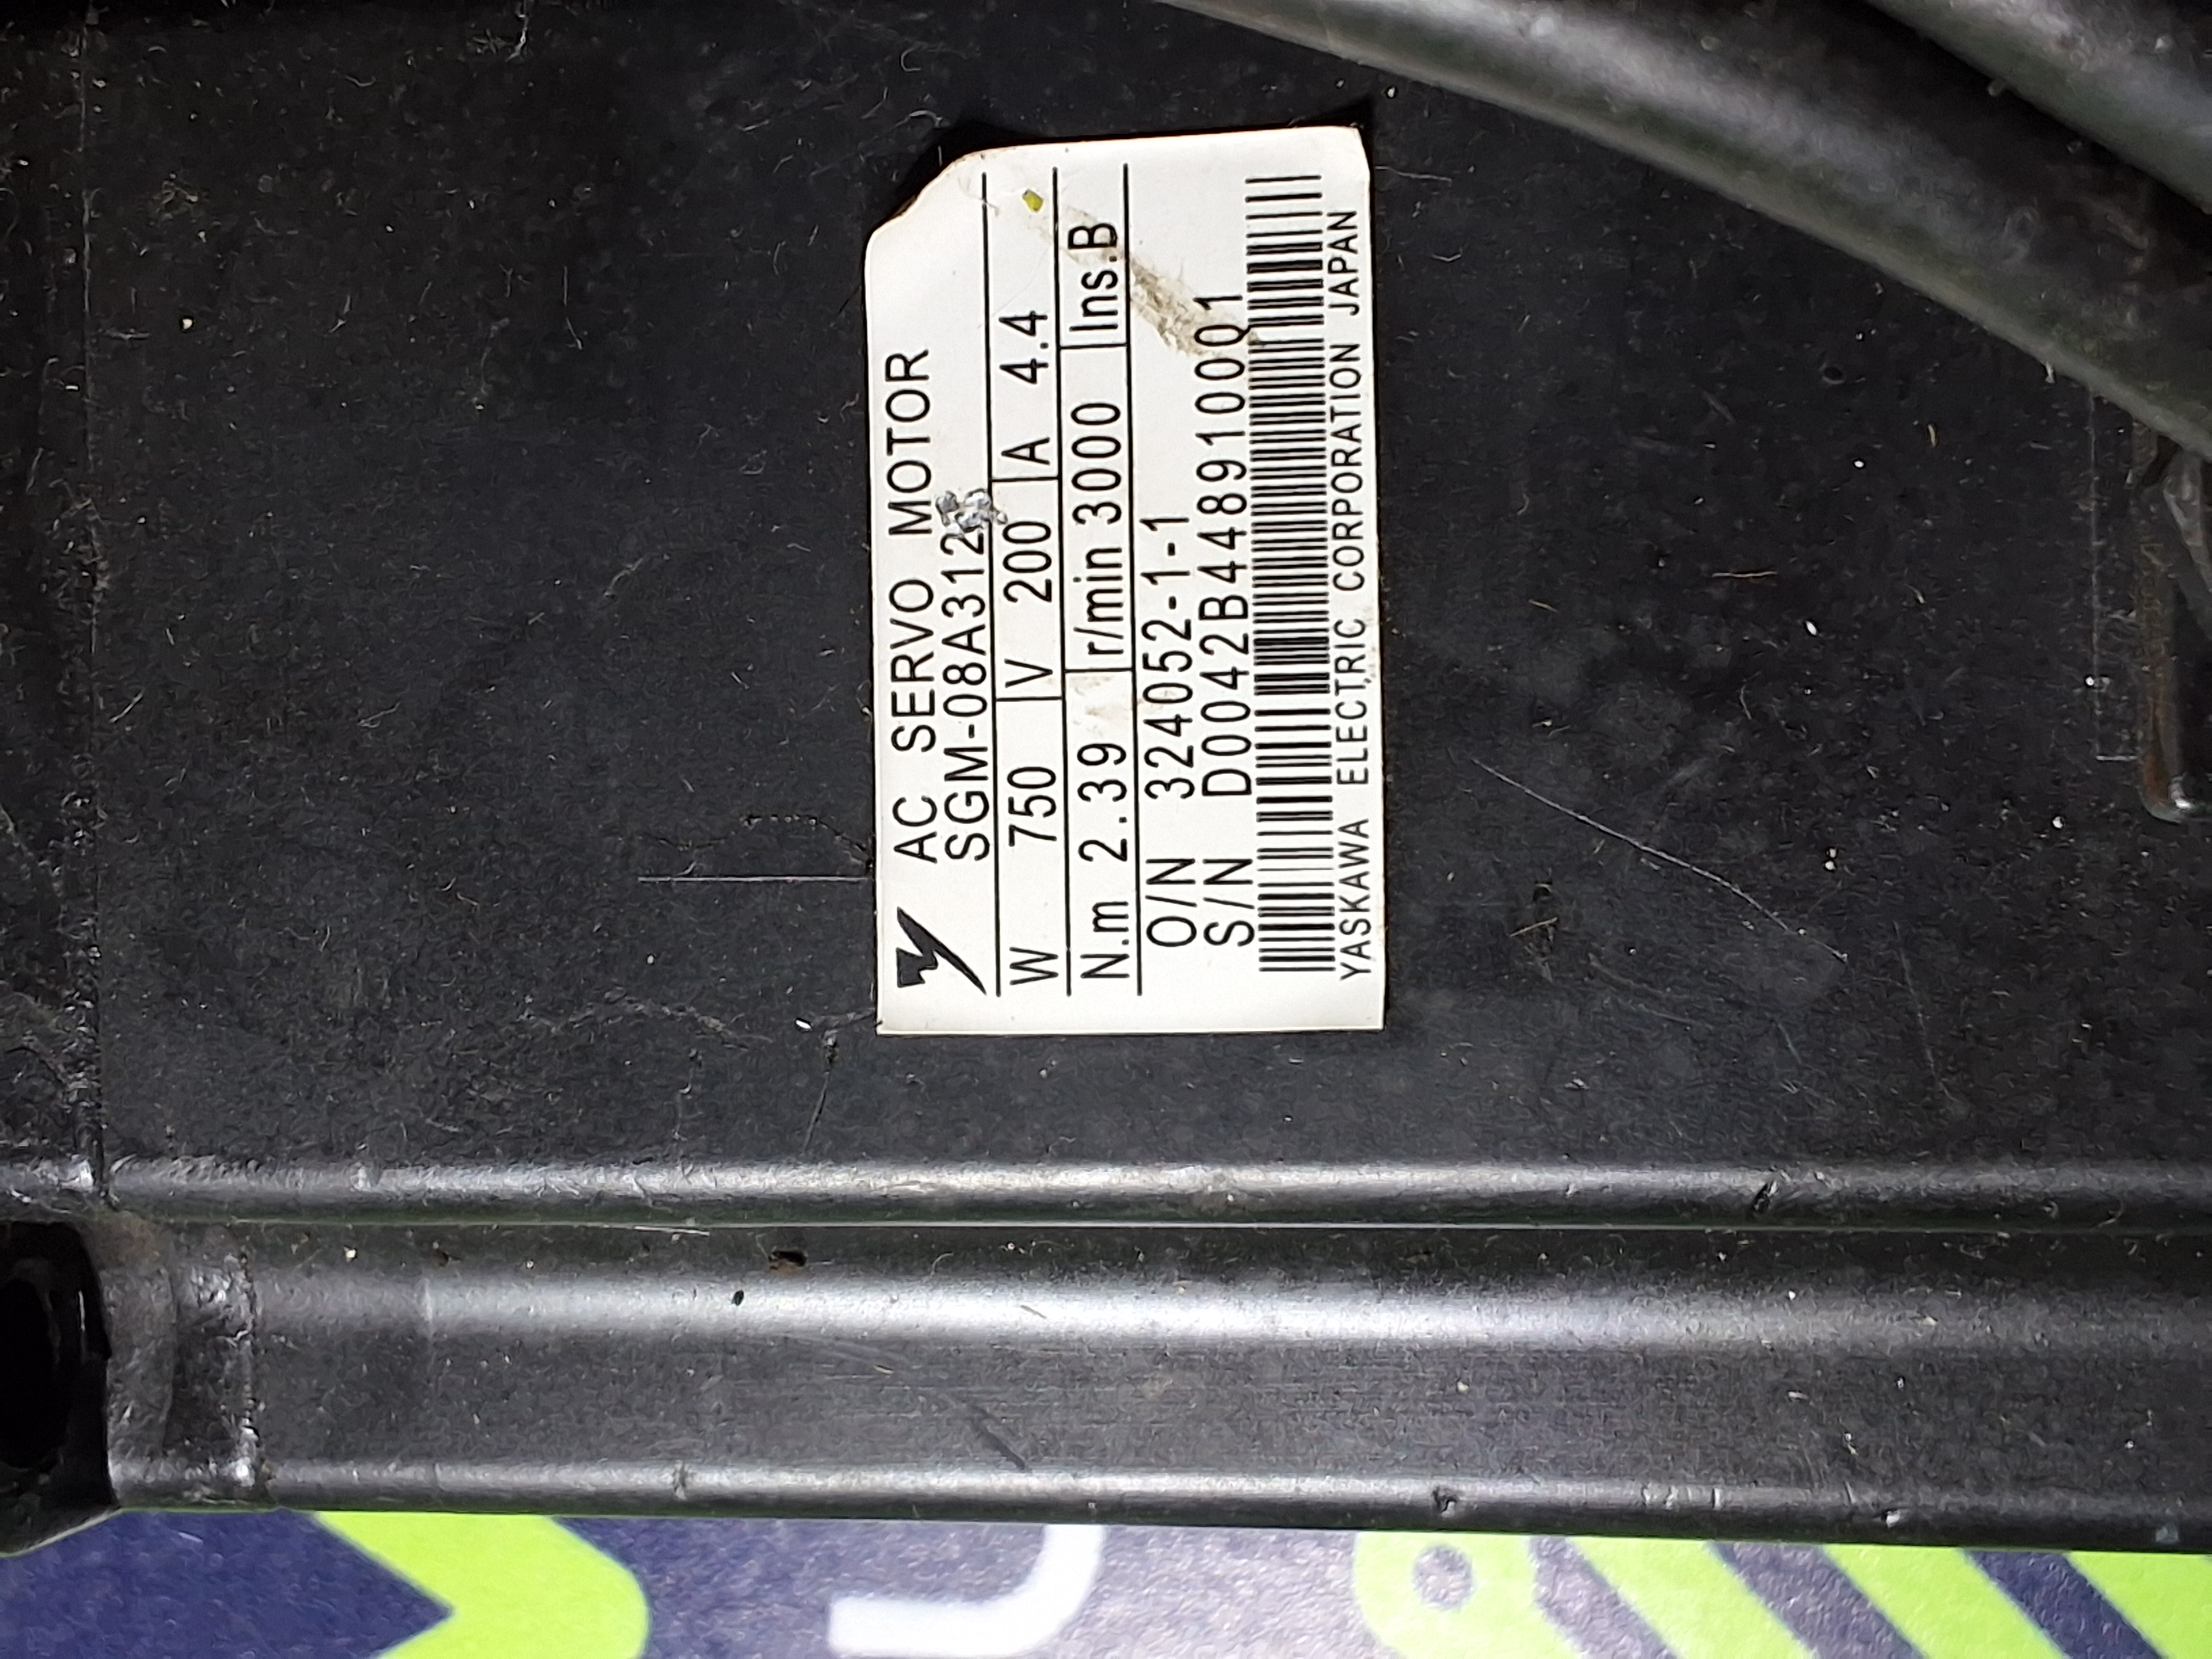 AC SERVO MOTOR
SGM-08A312
W 750 V 200 A 4.4
N.m 2.39 r/min 3000 Ins.B
O/N 324052-1-1
S/N D0042B448910001
YASKAWA ELECTRIC CORPORATION JAPAN